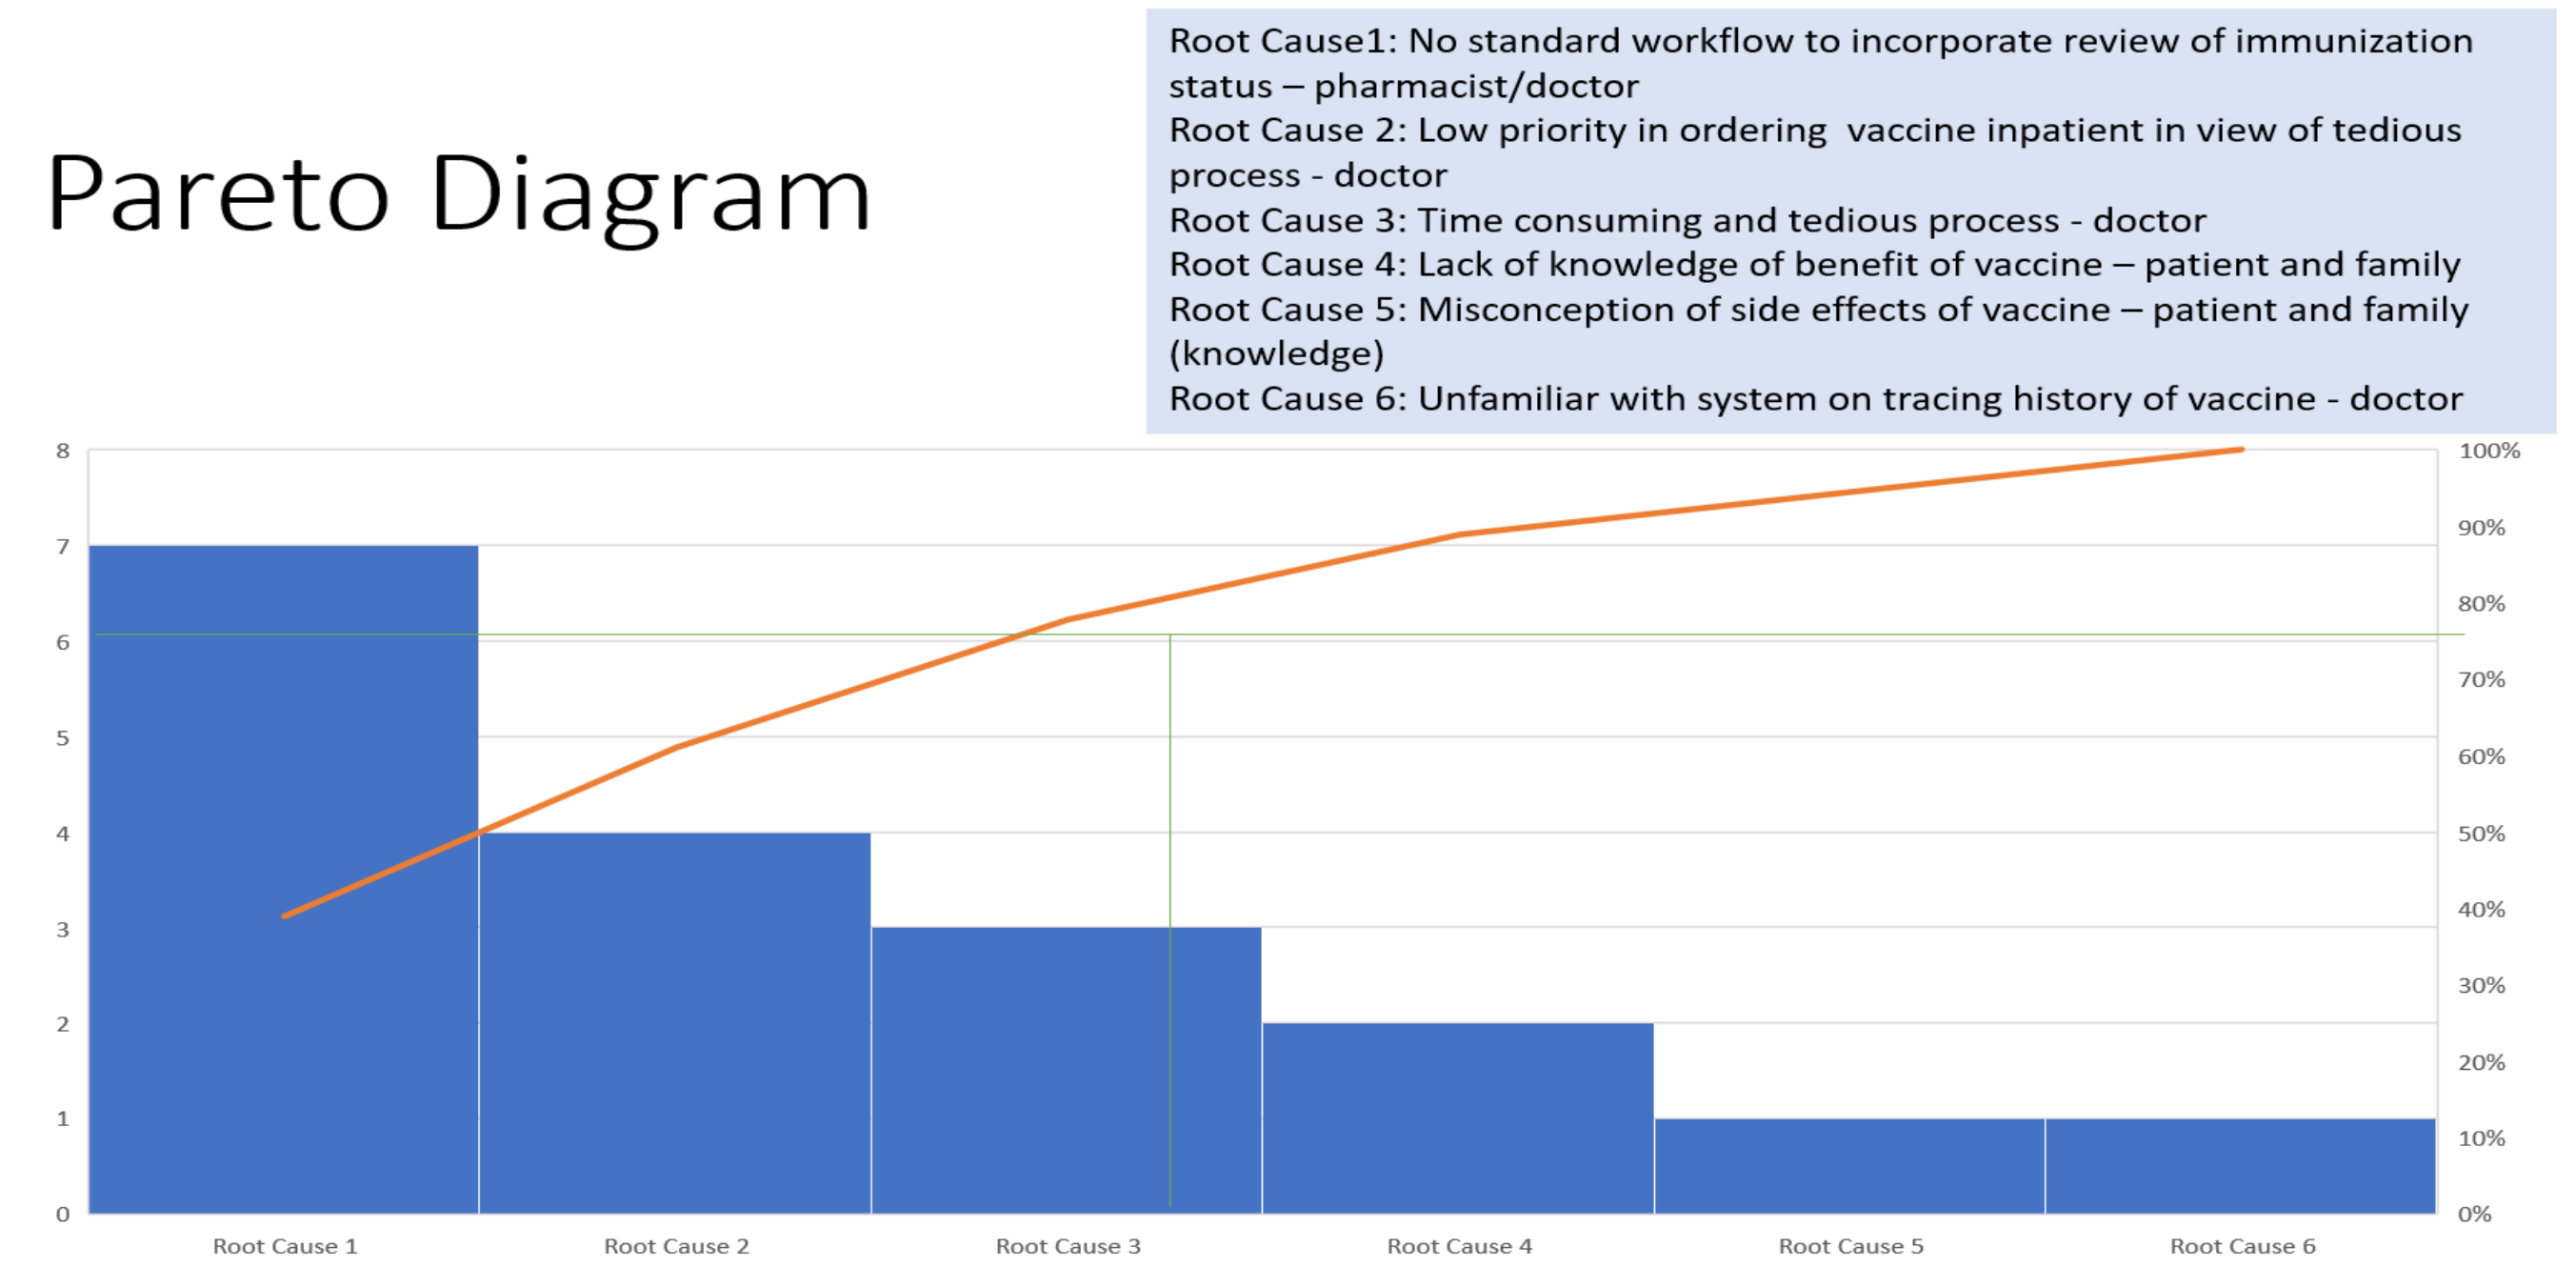 Pareto Diagram
Root Cause1: No standard workflow to incorporate review of immunization
status – pharmacist/doctor
Root Cause 2: Low priority in ordering  vaccine inpatient in view of tedious
process - doctor
Root Cause 3: Time consuming and tedious process - doctor
Root Cause 4: Lack of knowledge of benefit of vaccine – patient and family
Root Cause 5: Misconception of side effects of vaccine – patient and family
(knowledge)
Root Cause 6: Unfamiliar with system on tracing history of vaccine - doctor
8
7
6
5
4
3
2
1
0
100%
90%
80%
70%
60%
50%
40%
30%
20%
10%
0%
Root Cause 1
Root Cause 2
Root Cause 3
Root Cause 4
Root Cause 5
Root Cause 6